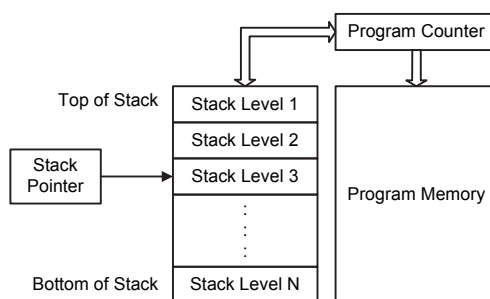 Program Counter
Top of Stack
Stack Level 1
Stack Level 2
Stack
Pointer
Stack Level 3
Program Memory
Bottom of Stack
Stack Level N